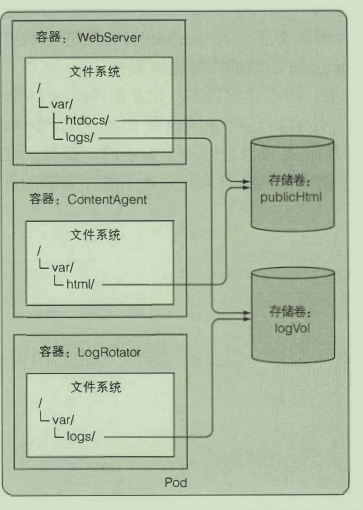 容器：WebServer
文件系统
/
var/
htdocs/
logs/
存储卷：
publicHtml
容器：ContentAgent
文件系统
/
var/
html/
存储卷：
logVol
容器：LogRotator
文件系统
/
var/
logs/
Pod